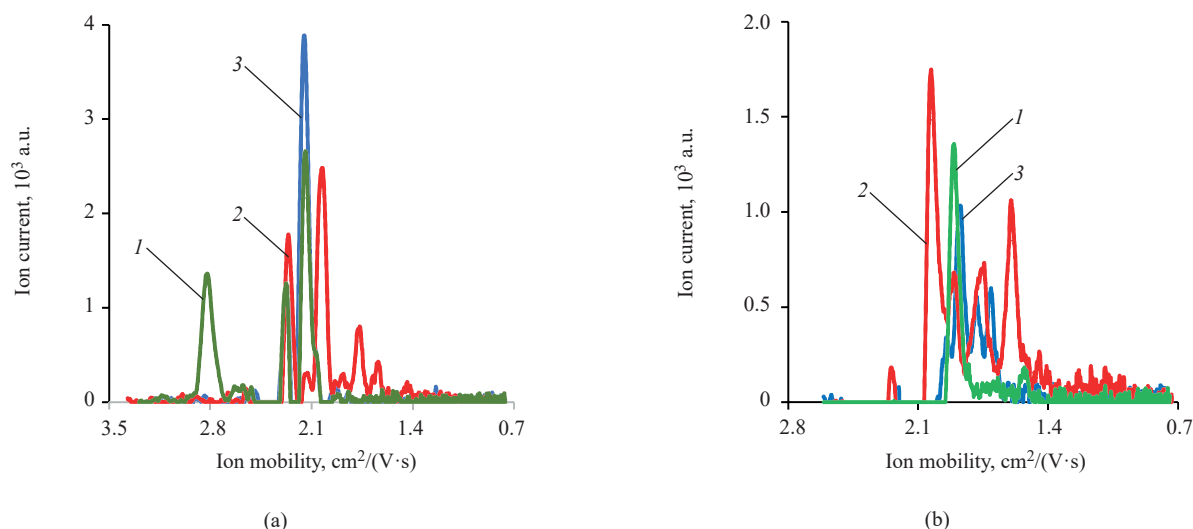 Ion current, 10³ a.u.
4
3
2
1
0
3.5 2.8 2.1 1.4 0.7
Ion mobility, cm²/(V·s)
1
2
3
(a)
Ion current, 10³ a.u.
2.0
1.5
1.0
0.5
0
2.8 2.1 1.4 0.7
Ion mobility, cm²/(V·s)
1
2
3
(b)